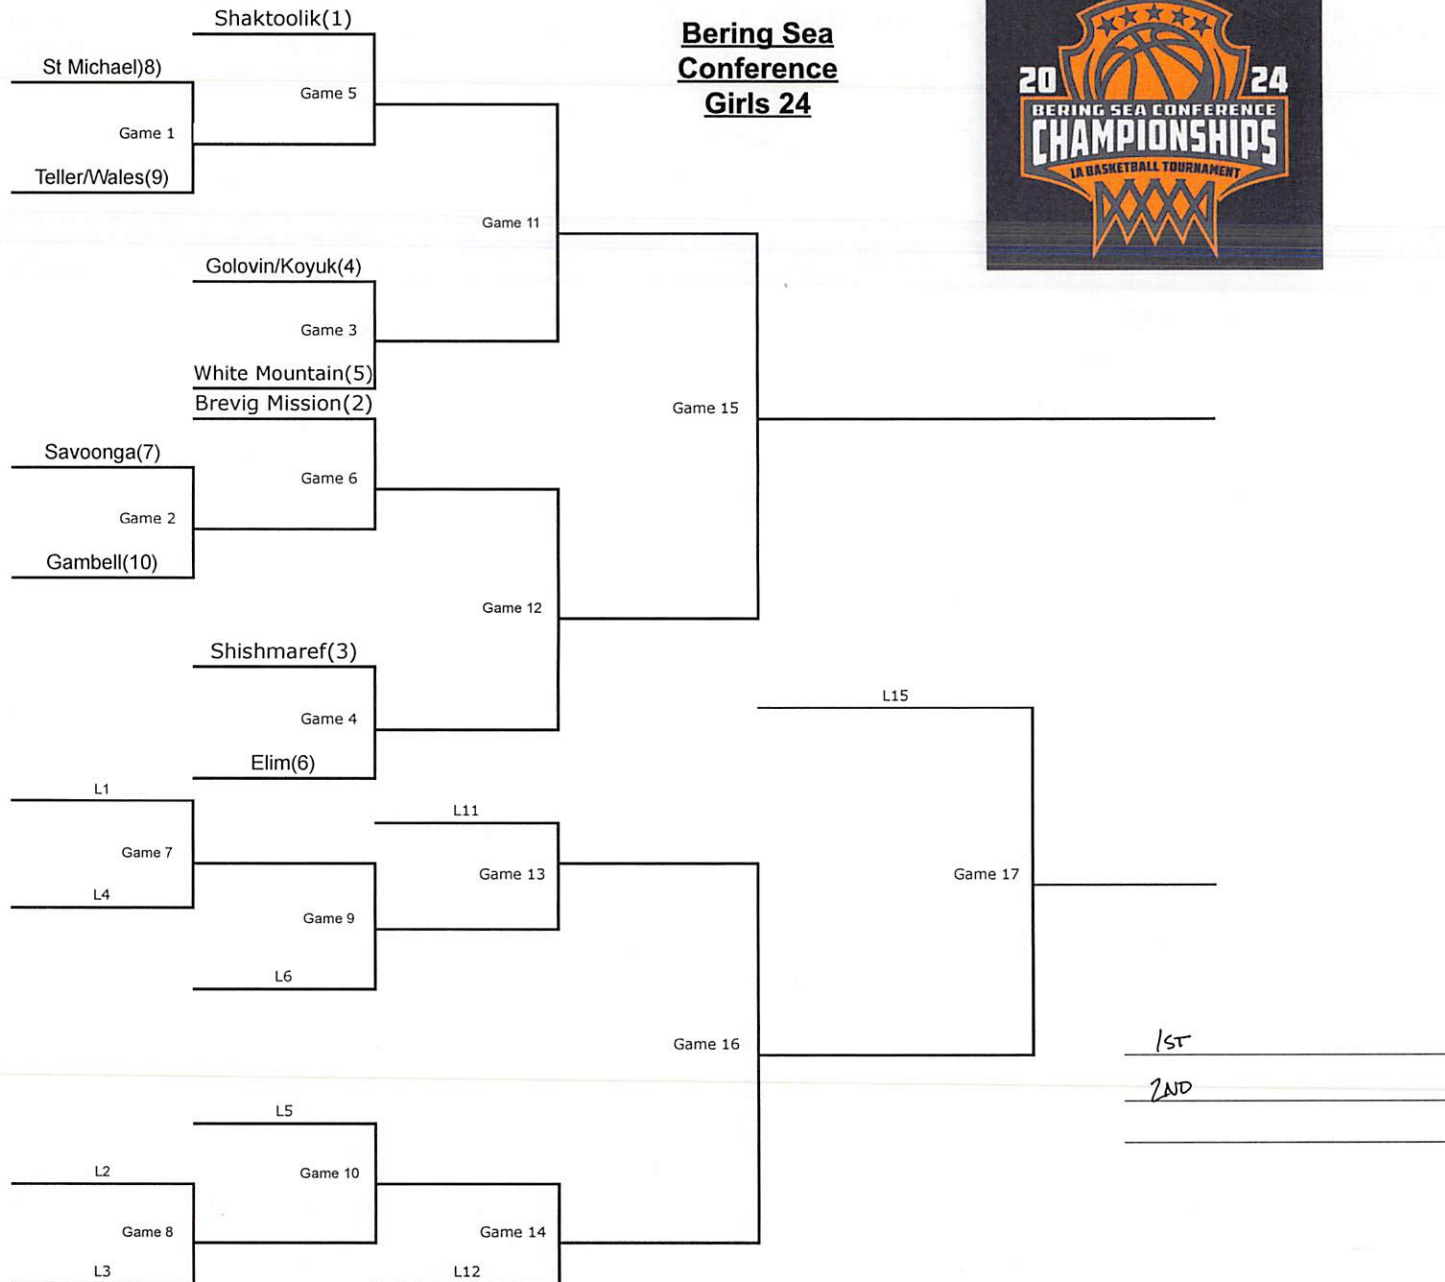 Shaktoolik(1)
Bering Sea
Conference
Girls 24
20 24
BERING SEA CONFERENCE
CHAMPIONSHIPS
1A BASKETBALL TOURNAMENT
St Michael)8)
Game 5
Game 1
Teller/Wales(9)
Game 11
Golovin/Koyuk(4)
Game 3
White Mountain(5)
Brevig Mission(2)
Game 15
Savoonga(7)
Game 6
Game 2
Gambell(10)
Game 12
Shishmaref(3)
L15
Game 4
Elim(6)
L1
L11
Game 7
Game 13
Game 17
L4
Game 9
L6
Game 16
1ST
2ND
L5
L2
Game 10
Game 8
Game 14
L3
L12